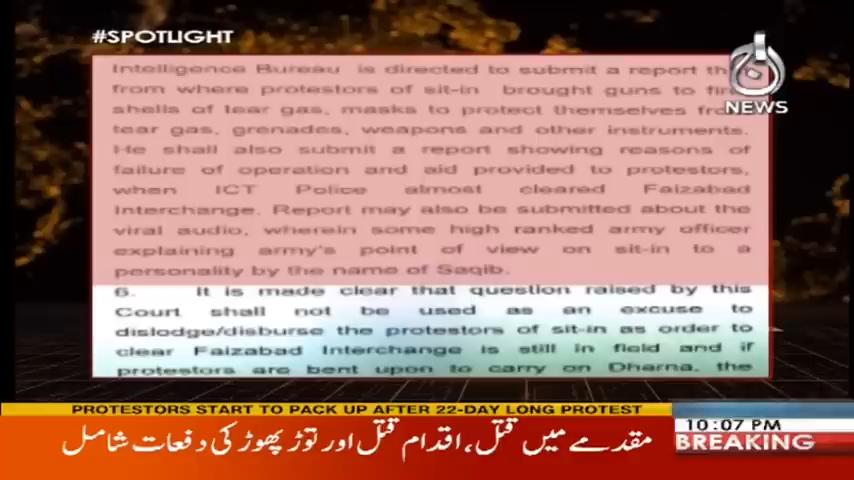 #SPOTLIGHT
Intelligence Bureau is directed to submit a report
from where protestors of sit-in brought guns to
shells of tear gas, masks to protect themselves
tear gas, grenades, weapons and other instruments.
He shall also submit a report showing reasons of
failure of operation and aid provided to protestors,
when ICT Police almost cleared Faizabad
Interchange. Report may also be submitted about the
viral audio, wherein some high ranked army officer
explaining army's point of view on sit-in to a
personality by the name of Saqib.
6. It is made clear that question raised by this
Court shall not be used as an excuse to
dislodge/disburse the protestors of sit-in as order to
clear Faizabad Interchange is still in field and if
protestors are bent upon to carry on Dharna, the
NEWS
PROTESTORS START TO PACK UP AFTER 22-DAY LONG PROTEST
10:07 PM
BREAKING
مقدمے میں قتل، اقدام قتل اور توڑ پھوڑ کی دفعات شامل